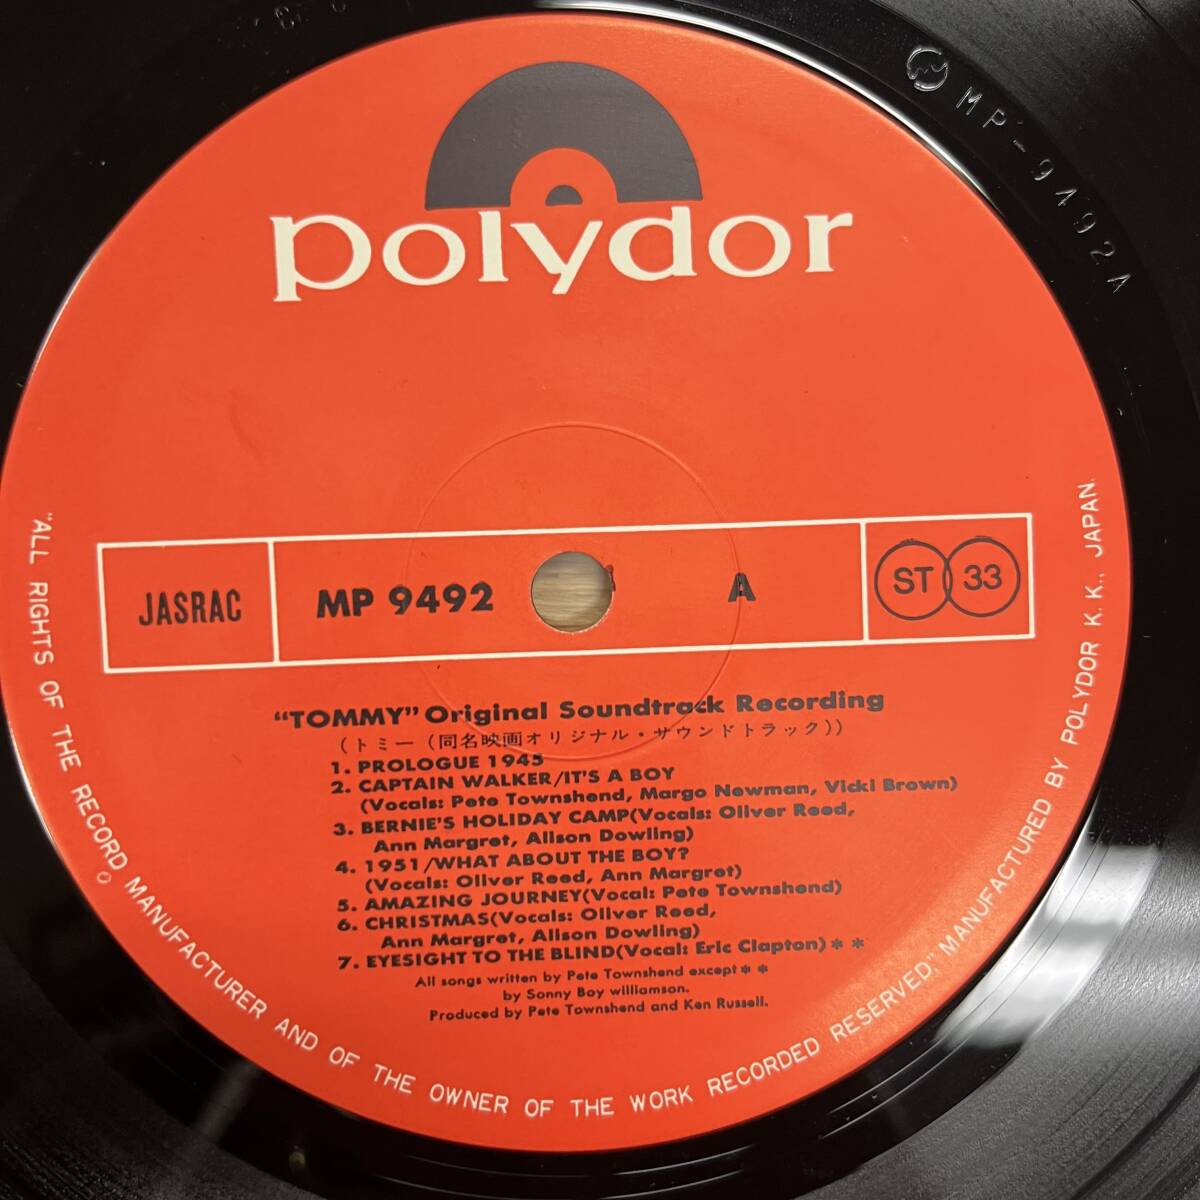 polydor
MP-9492A
JASRAC
MP 9492
A
ST 33
"TOMMY" Original Soundtrack Recording
(トミー(同名映画オリジナル・サウンドトラック))
1. PROLOGUE 1945
2. CAPTAIN WALKER/IT'S A BOY
(Vocals: Pete Townshend, Margo Newman, Vicki Brown)
3. BERNIE'S HOLIDAY CAMP(Vocals: Oliver Reed,
Ann Margret, Alison Dowling)
4. 1951/WHAT ABOUT THE BOY?
(Vocals: Oliver Reed, Ann Margret)
5. AMAZING JOURNEY(Vocal: Pete Townshend)
6. CHRISTMAS(Vocals: Oliver Reed,
Ann Margret, Alison Dowling)
7. EYESIGHT TO THE BLIND(Vocal: Eric Clapton)＊＊
All songs written by Pete Townshend except＊＊
by Sonny Boy williamson.
Produced by Pete Townshend and Ken Russell.
"ALL RIGHTS OF THE RECORD MANUFACTURER AND OF THE OWNER OF THE WORK RECORDED RESERVED." MANUFACTURED BY POLYDOR K. K., JAPAN.